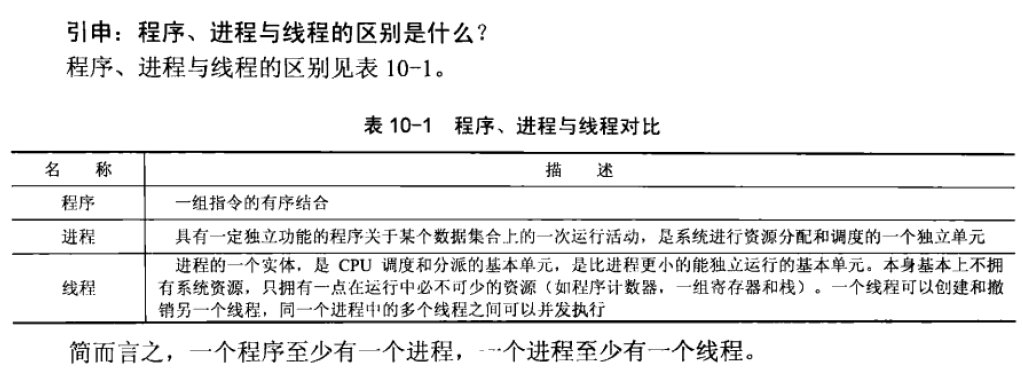 引申：程序、进程与线程的区别是什么？
程序、进程与线程的区别见表 10-1。
表 10-1 程序、进程与线程对比
名 称 描 述
程序 一组指令的有序结合
进程 具有一定独立功能的程序关于某个数据集合上的一次运行活动，是系统进行资源分配和调度的一个独立单元
进程的一个实体，是 CPU 调度和分派的基本单元，是比进程更小的能独立运行的基本单元。本身基本上不拥
线程 有系统资源，只拥有一点在运行中必不可少的资源（如程序计数器，一组寄存器和栈）。一个线程可以创建和撤
销另一个线程，同一个进程中的多个线程之间可以并发执行
简而言之，一个程序至少有一个进程，一个进程至少有一个线程。